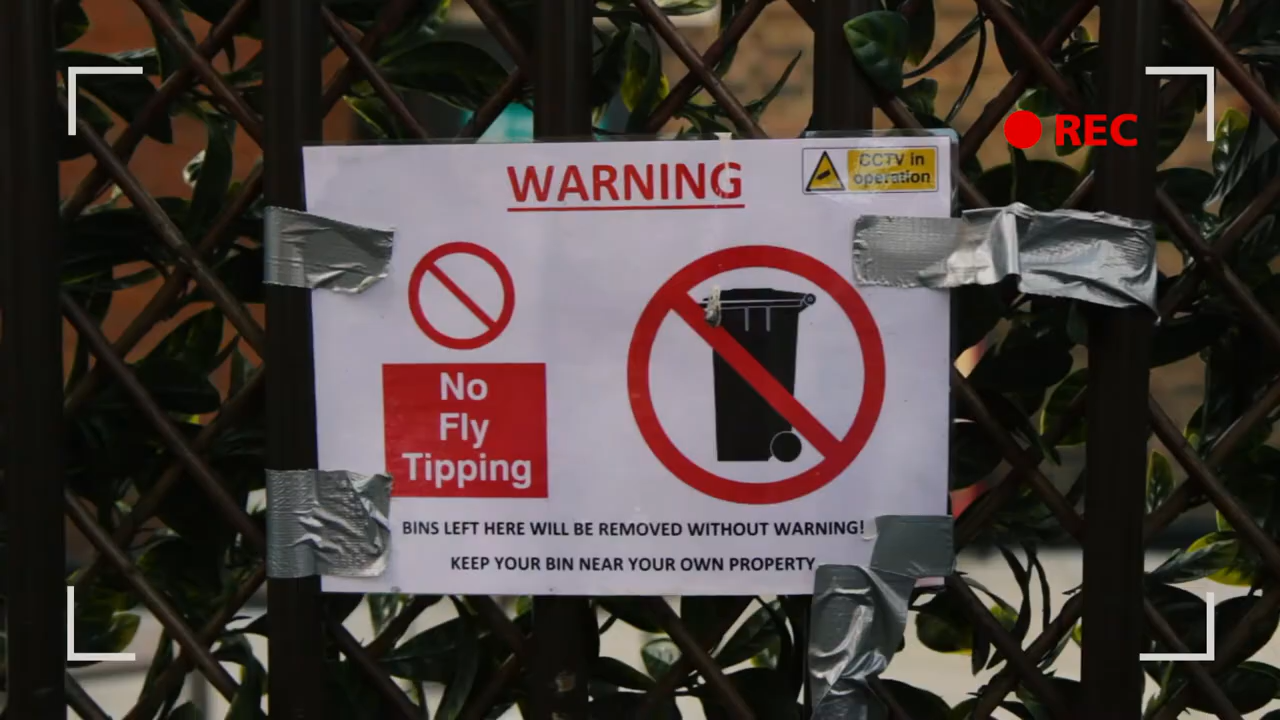 REC
WARNING
CCTV in
operation
No
Fly
Tipping
BINS LEFT HERE WILL BE REMOVED WITHOUT WARNING!
KEEP YOUR BIN NEAR YOUR OWN PROPERTY